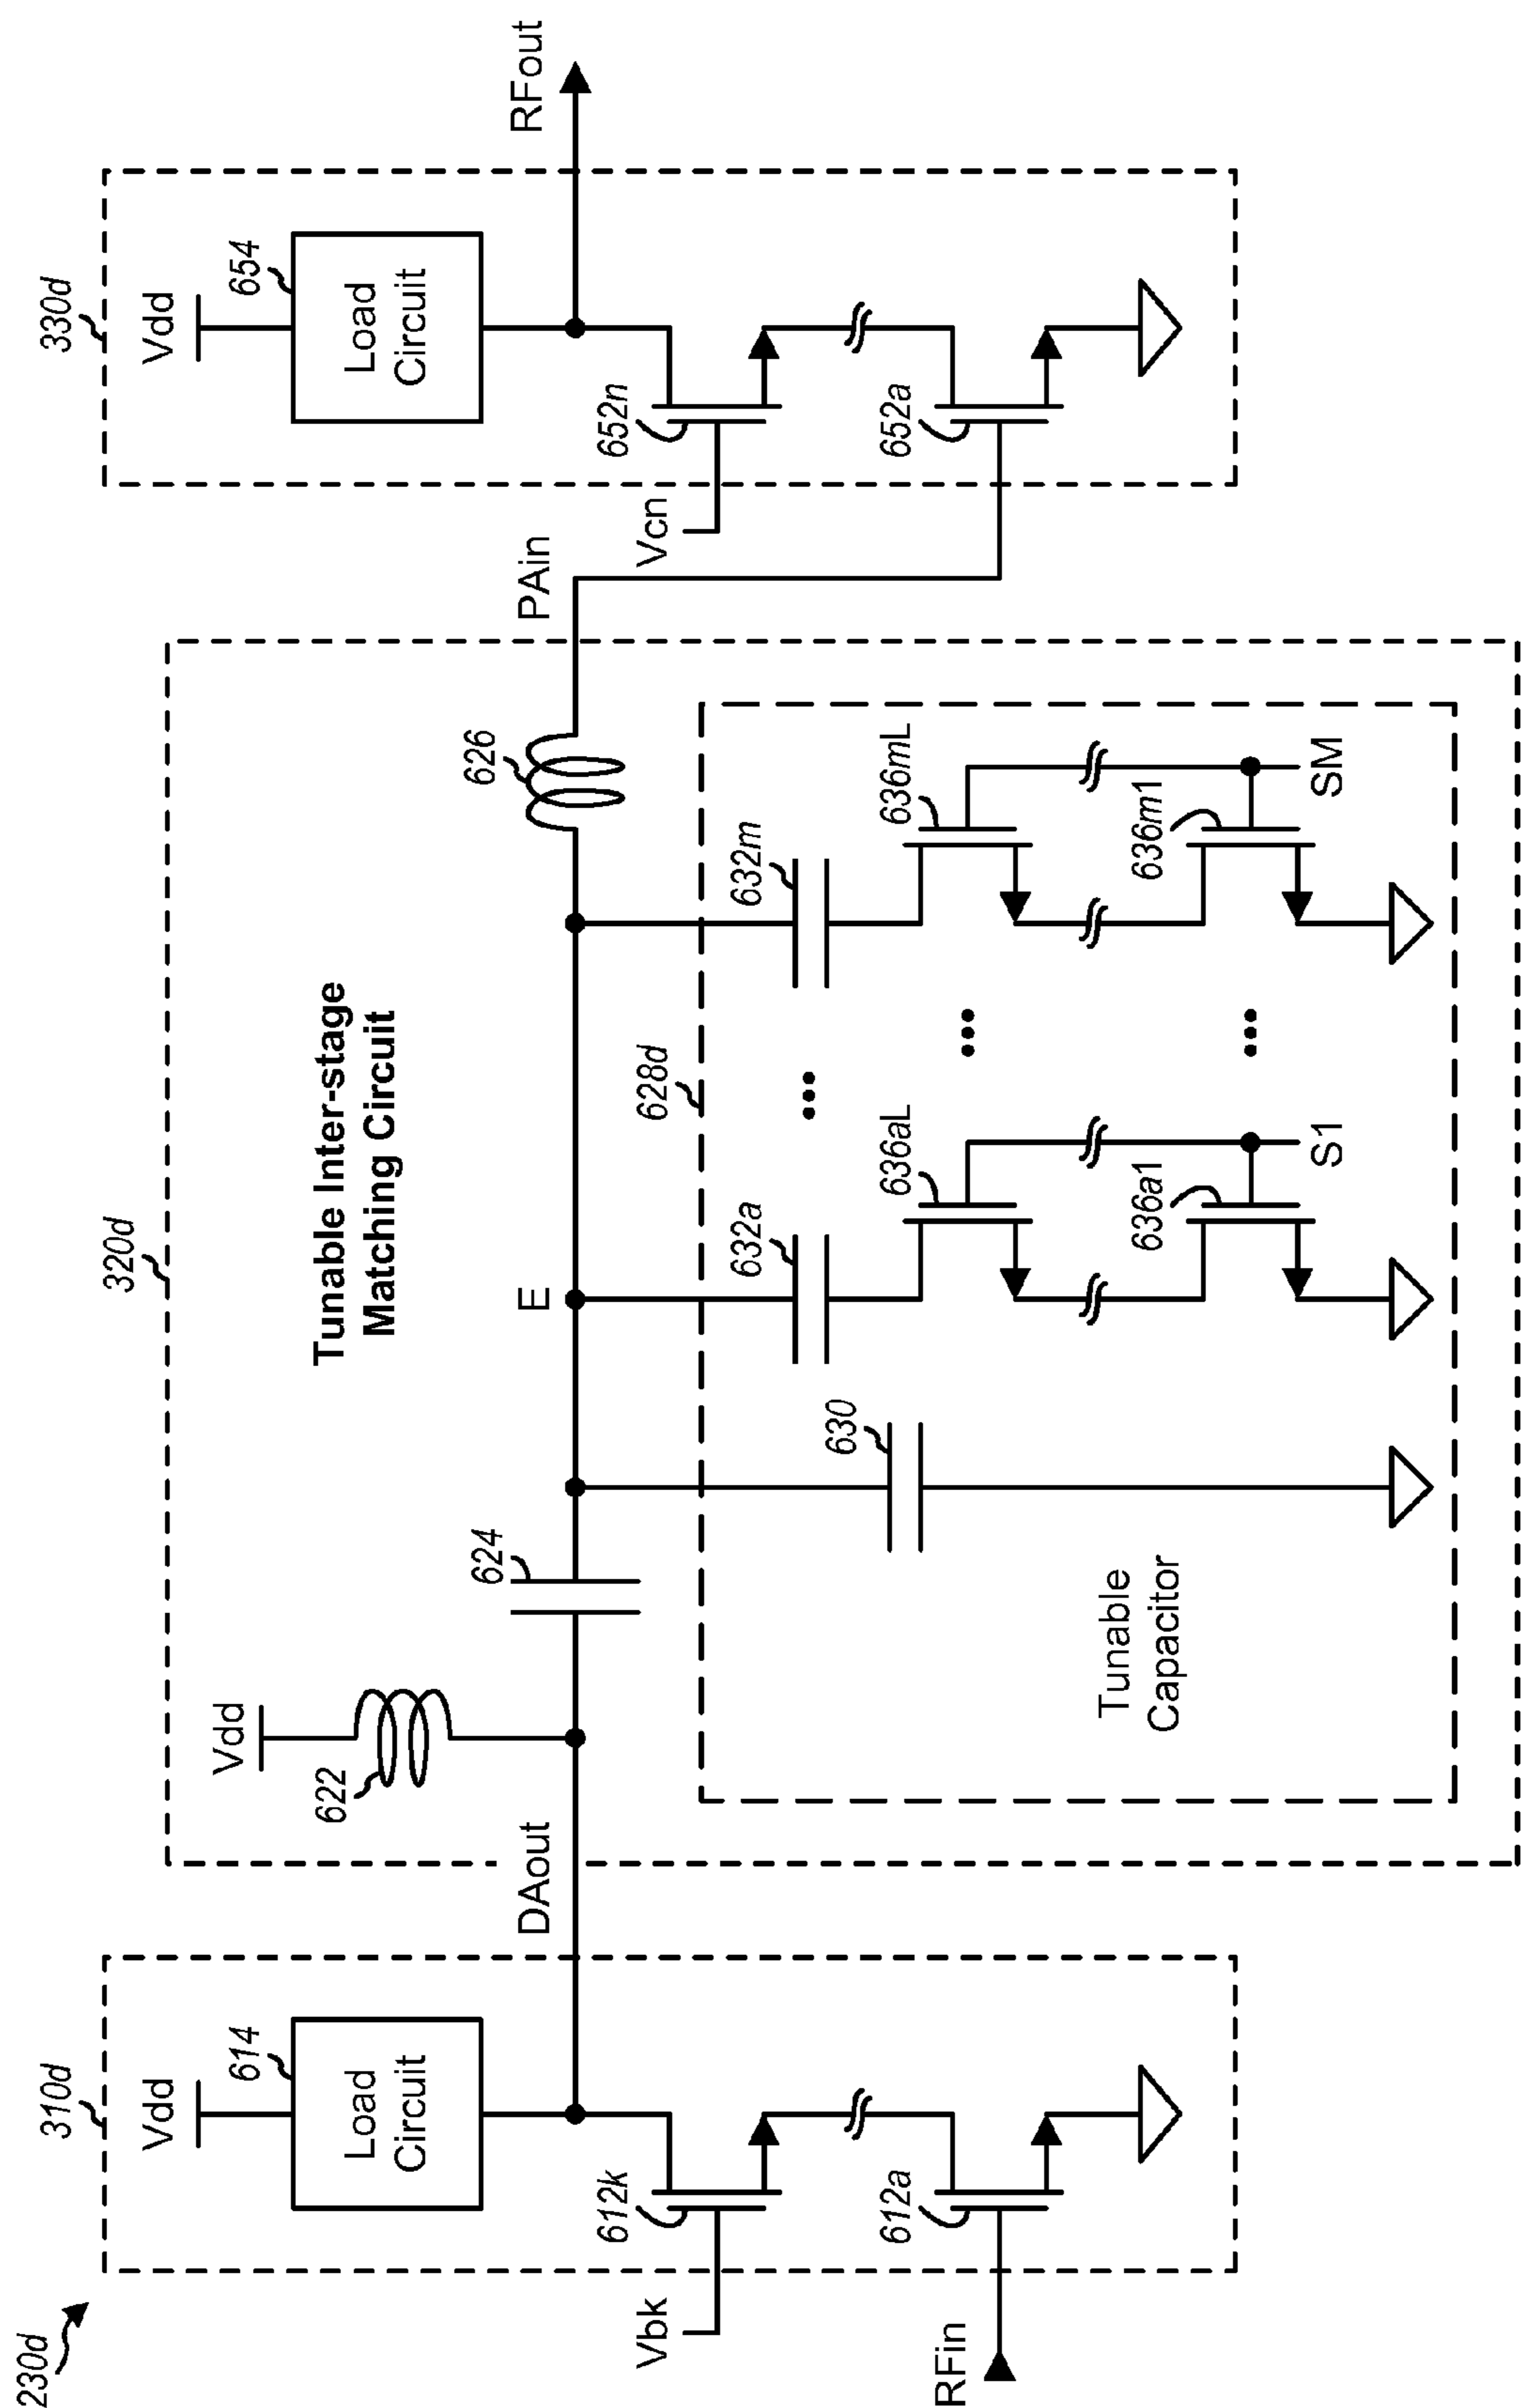 230d
310d
Vdd
614
Load
Circuit
612k
Vbk
612a
RFin
DAout
320d
Tunable Inter-stage
Matching Circuit
Vdd
622
624
E
626
628d
630
632a
632m
...
636aL
636mL
...
636a1
636m1
...
S1
SM
Tunable
Capacitor
PAin
330d
Vdd
654
Load
Circuit
RFout
652n
Vcn
652a